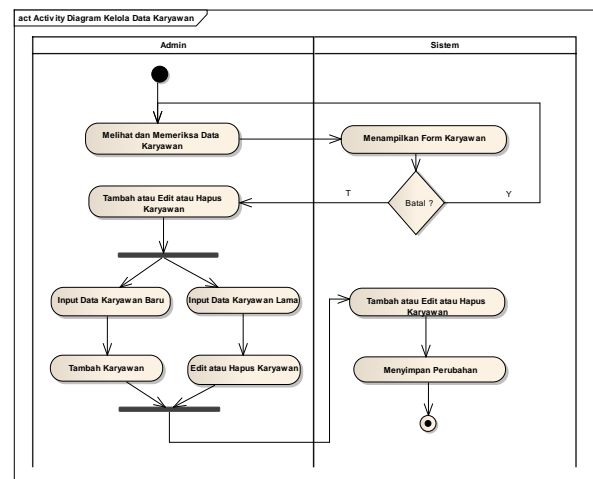 act Activity Diagram Kelola Data Karyawan
Admin
Sistem
Melihat dan Memeriksa Data
Karyawan
Menampilkan Form Karyawan
Batal ?
T
Y
Tambah atau Edit atau Hapus
Karyawan
Input Data Karyawan Baru
Input Data Karyawan Lama
Tambah atau Edit atau Hapus
Karyawan
Tambah Karyawan
Edit atau Hapus Karyawan
Menyimpan Perubahan